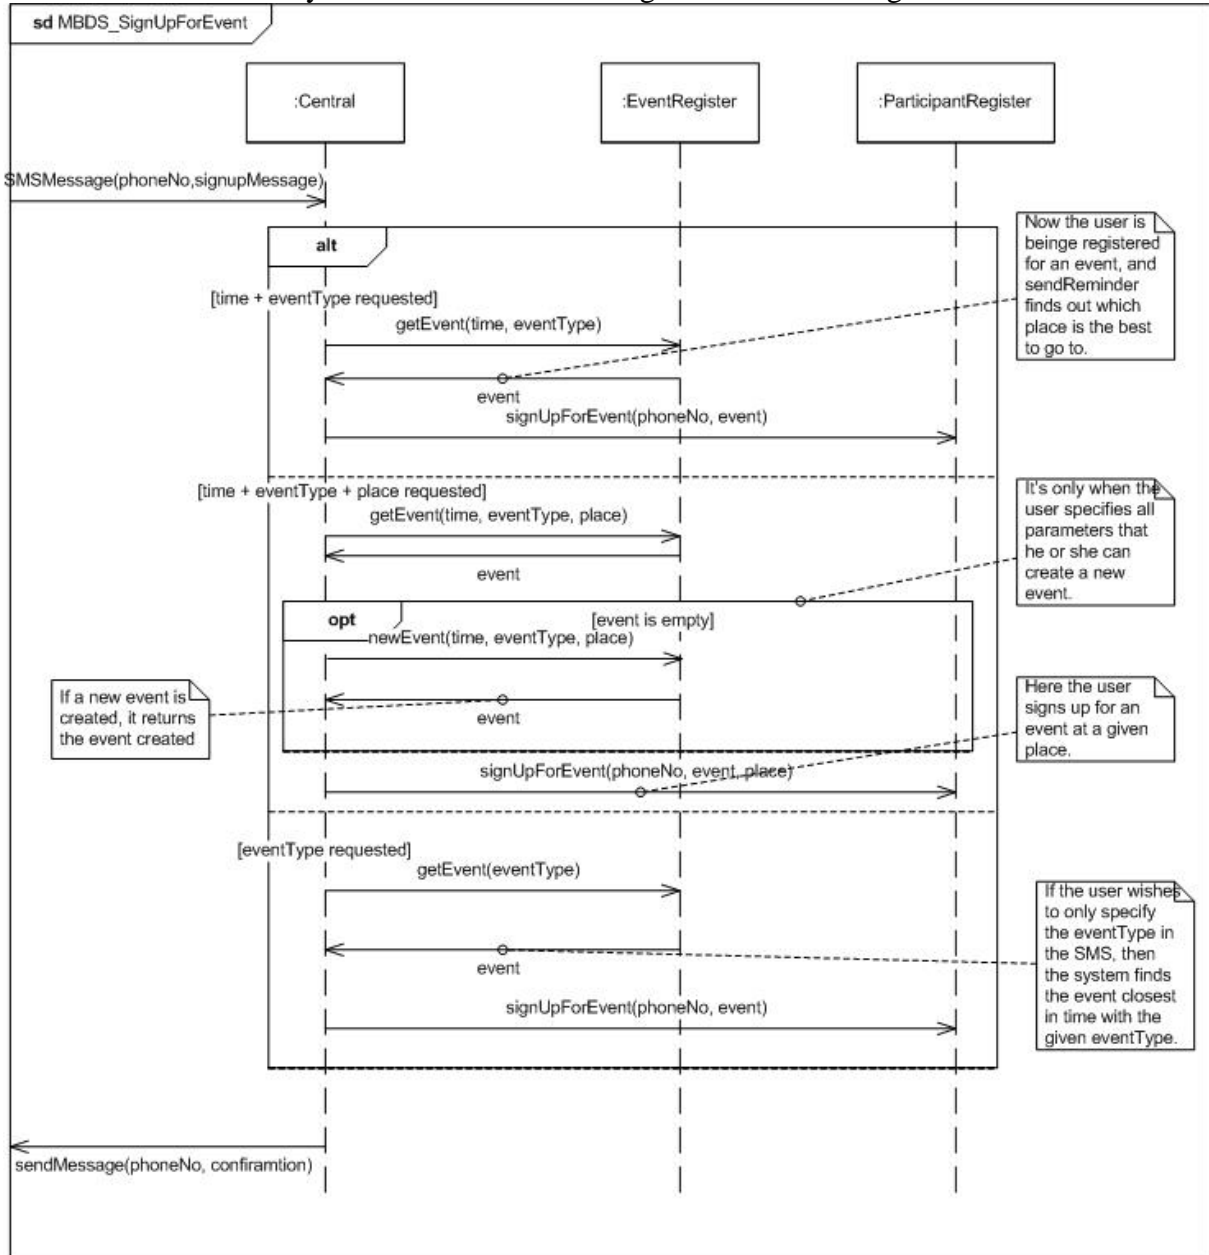 sd MBDS_SignUpForEvent
:Central
:EventRegister
:ParticipantRegister
SMSMessage(phoneNo,signupMessage)
alt
Now the user is
beinge registered
for an event, and
sendReminder
finds out which
place is the best
to go to.
[time + eventType requested]
getEvent(time, eventType)
event
signUpForEvent(phoneNo, event)
[time + eventType + place requested]
getEvent(time, eventType, place)
event
It's only when the
user specifies all
parameters that
he or she can
create a new
event.
opt
[event is empty]
newEvent(time, eventType, place)
event
If a new event is
created, it returns
the event created
Here the user
signs up for an
event at a given
place.
signUpForEvent(phoneNo, event, place)
[eventType requested]
getEvent(eventType)
event
If the user wishes
to only specify
the eventType in
the SMS, then
the system finds
the event closest
in time with the
given eventType.
signUpForEvent(phoneNo, event)
sendMessage(phoneNo, confiramtion)